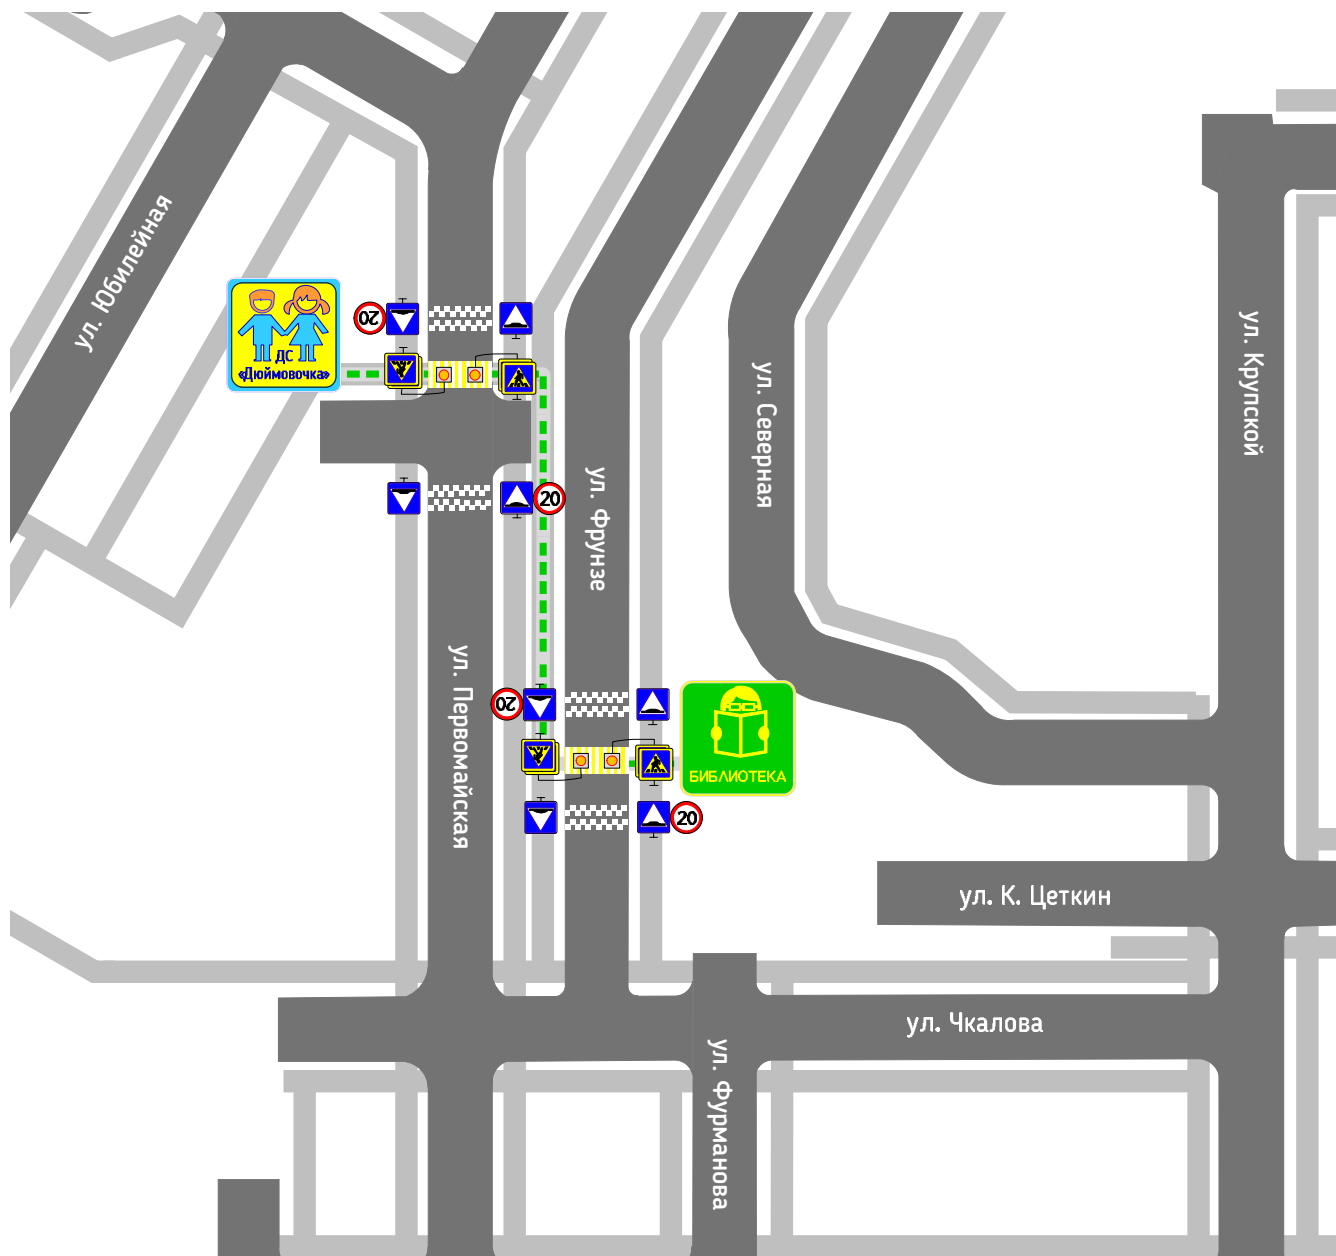 ул. Юбилейная
20
ДС
«Дюймовочка»
ул. Крупской
ул. Северная
ул. Фрунзе
20
ул. Первомайская
20
БИБЛИОТЕКА
20
ул. К. Цеткин
ул. Чкалова
ул. Фурманова